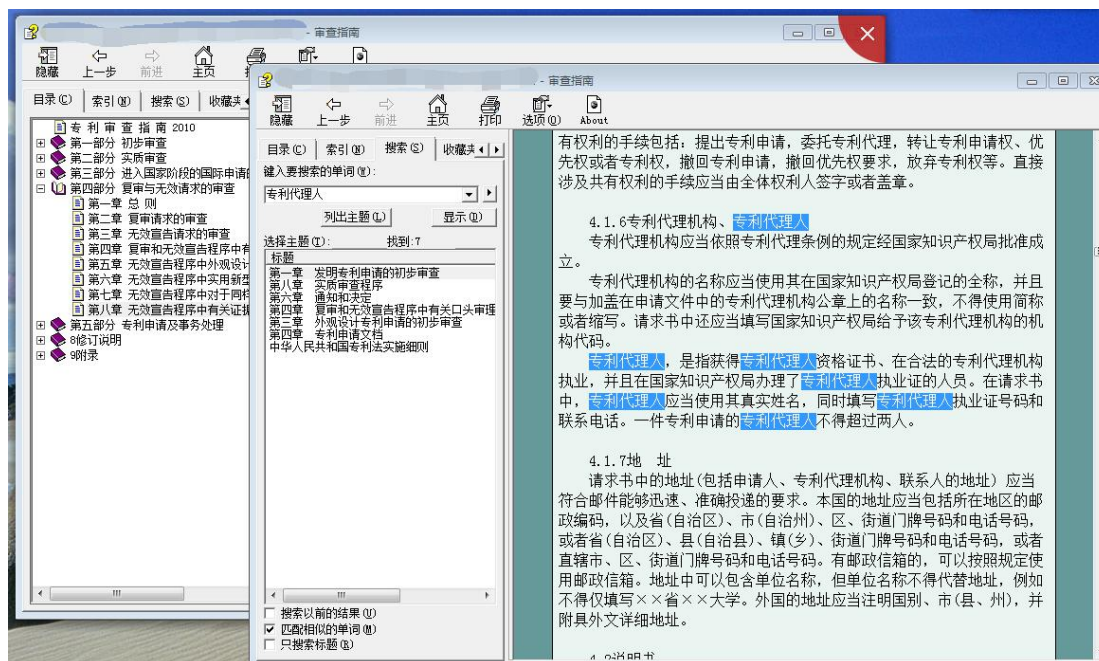 - 审查指南
隐藏 上一步 前进 主页
目录(C) 索引(N) 搜索(S) 收藏夹
专 利 审 查 指 南 2010
第一部分 初步审查
第二部分 实质审查
第三部分 进入国家阶段的国际申请的
第四部分 复审与无效请求的审查
第一章 总 则
第二章 复审请求的审查
第三章 无效宣告请求的审查
第四章 复审和无效宣告程序中有
第五章 无效宣告程序中外观设计
第六章 无效宣告程序中实用新型
第七章 无效宣告程序中对于同样
第八章 无效宣告程序中有关证据
第五部分 专利申请及事务处理
8修订说明
9附录
- 审查指南
隐藏 上一步 前进 主页 打印 选项(O) About
目录(C) 索引(N) 搜索(S) 收藏夹
键入要搜索的单词(W):
专利代理人
列出主题(L) 显示(D)
选择主题(T): 找到:7
标题
第一章 发明专利申请的初步审查
第八章 实质审查程序
第六章 通知和决定
第四章 复审和无效宣告程序中有关口头审理
第三章 外观设计专利申请的初步审查
第四章 专利申请文档
中华人民共和国专利法实施细则
搜索以前的结果(U)
匹配相似的单词(M)
只搜索标题(R)
有权利的手续包括：提出专利申请，委托专利代理，转让专利申请权、优
先权或者专利权，撤回专利申请，撤回优先权要求，放弃专利权等。直接
涉及共有权利的手续应当由全体权利人签字或者盖章。
4.1.6专利代理机构、专利代理人
专利代理机构应当依照专利代理条例的规定经国家知识产权局批准成
立。
专利代理机构的名称应当使用其在国家知识产权局登记的全称，并且
要与加盖在申请文件中的专利代理机构公章上的名称一致，不得使用简称
或者缩写。请求书中还应当填写国家知识产权局给予该专利代理机构的机
构代码。
专利代理人，是指获得专利代理人资格证书、在合法的专利代理机构
执业，并且在国家知识产权局办理了专利代理人执业证的人员。在请求书
中，专利代理人应当使用其真实姓名，同时填写专利代理人执业证号码和
联系电话。一件专利申请的专利代理人不得超过两人。
4.1.7地 址
请求书中的地址(包括申请人、专利代理机构、联系人的地址) 应当
符合邮件能够迅速、准确投递的要求。本国的地址应当包括所在地区的邮
政编码，以及省(自治区)、市(自治州)、区、街道门牌号码和电话号码，
或者省(自治区)、县(自治县)、镇(乡)、街道门牌号码和电话号码，或者
直辖市、区、街道门牌号码和电话号码。有邮政信箱的，可以按照规定使
用邮政信箱。地址中可以包含单位名称，但单位名称不得代替地址，例如
不得仅填写××省××大学。外国的地址应当注明国别、市(县、州)，并
附具外文详细地址。
4.2说明书